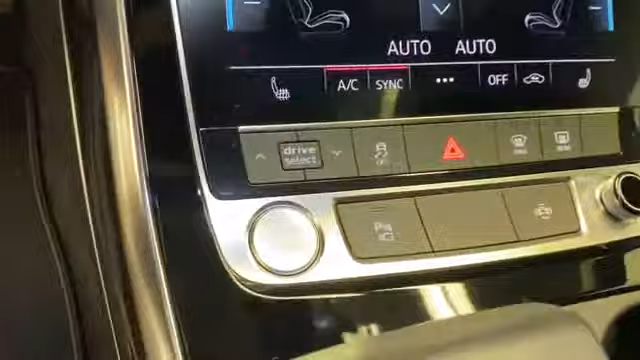 AUTO AUTO
A/C SYNC OFF
drive
select
P